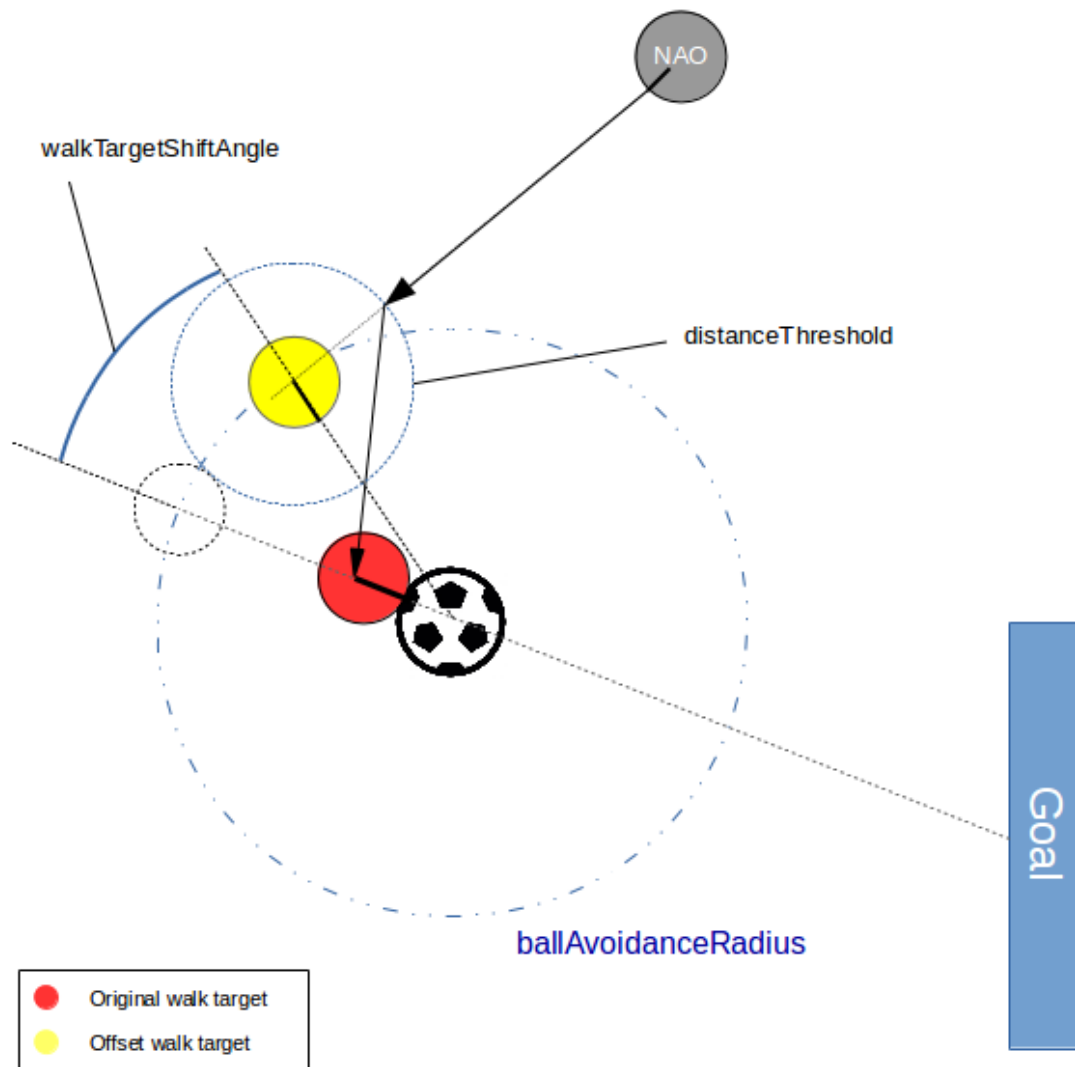 NAO
walkTargetShiftAngle
distanceThreshold
Goal
ballAvoidanceRadius
Original walk target
Offset walk target